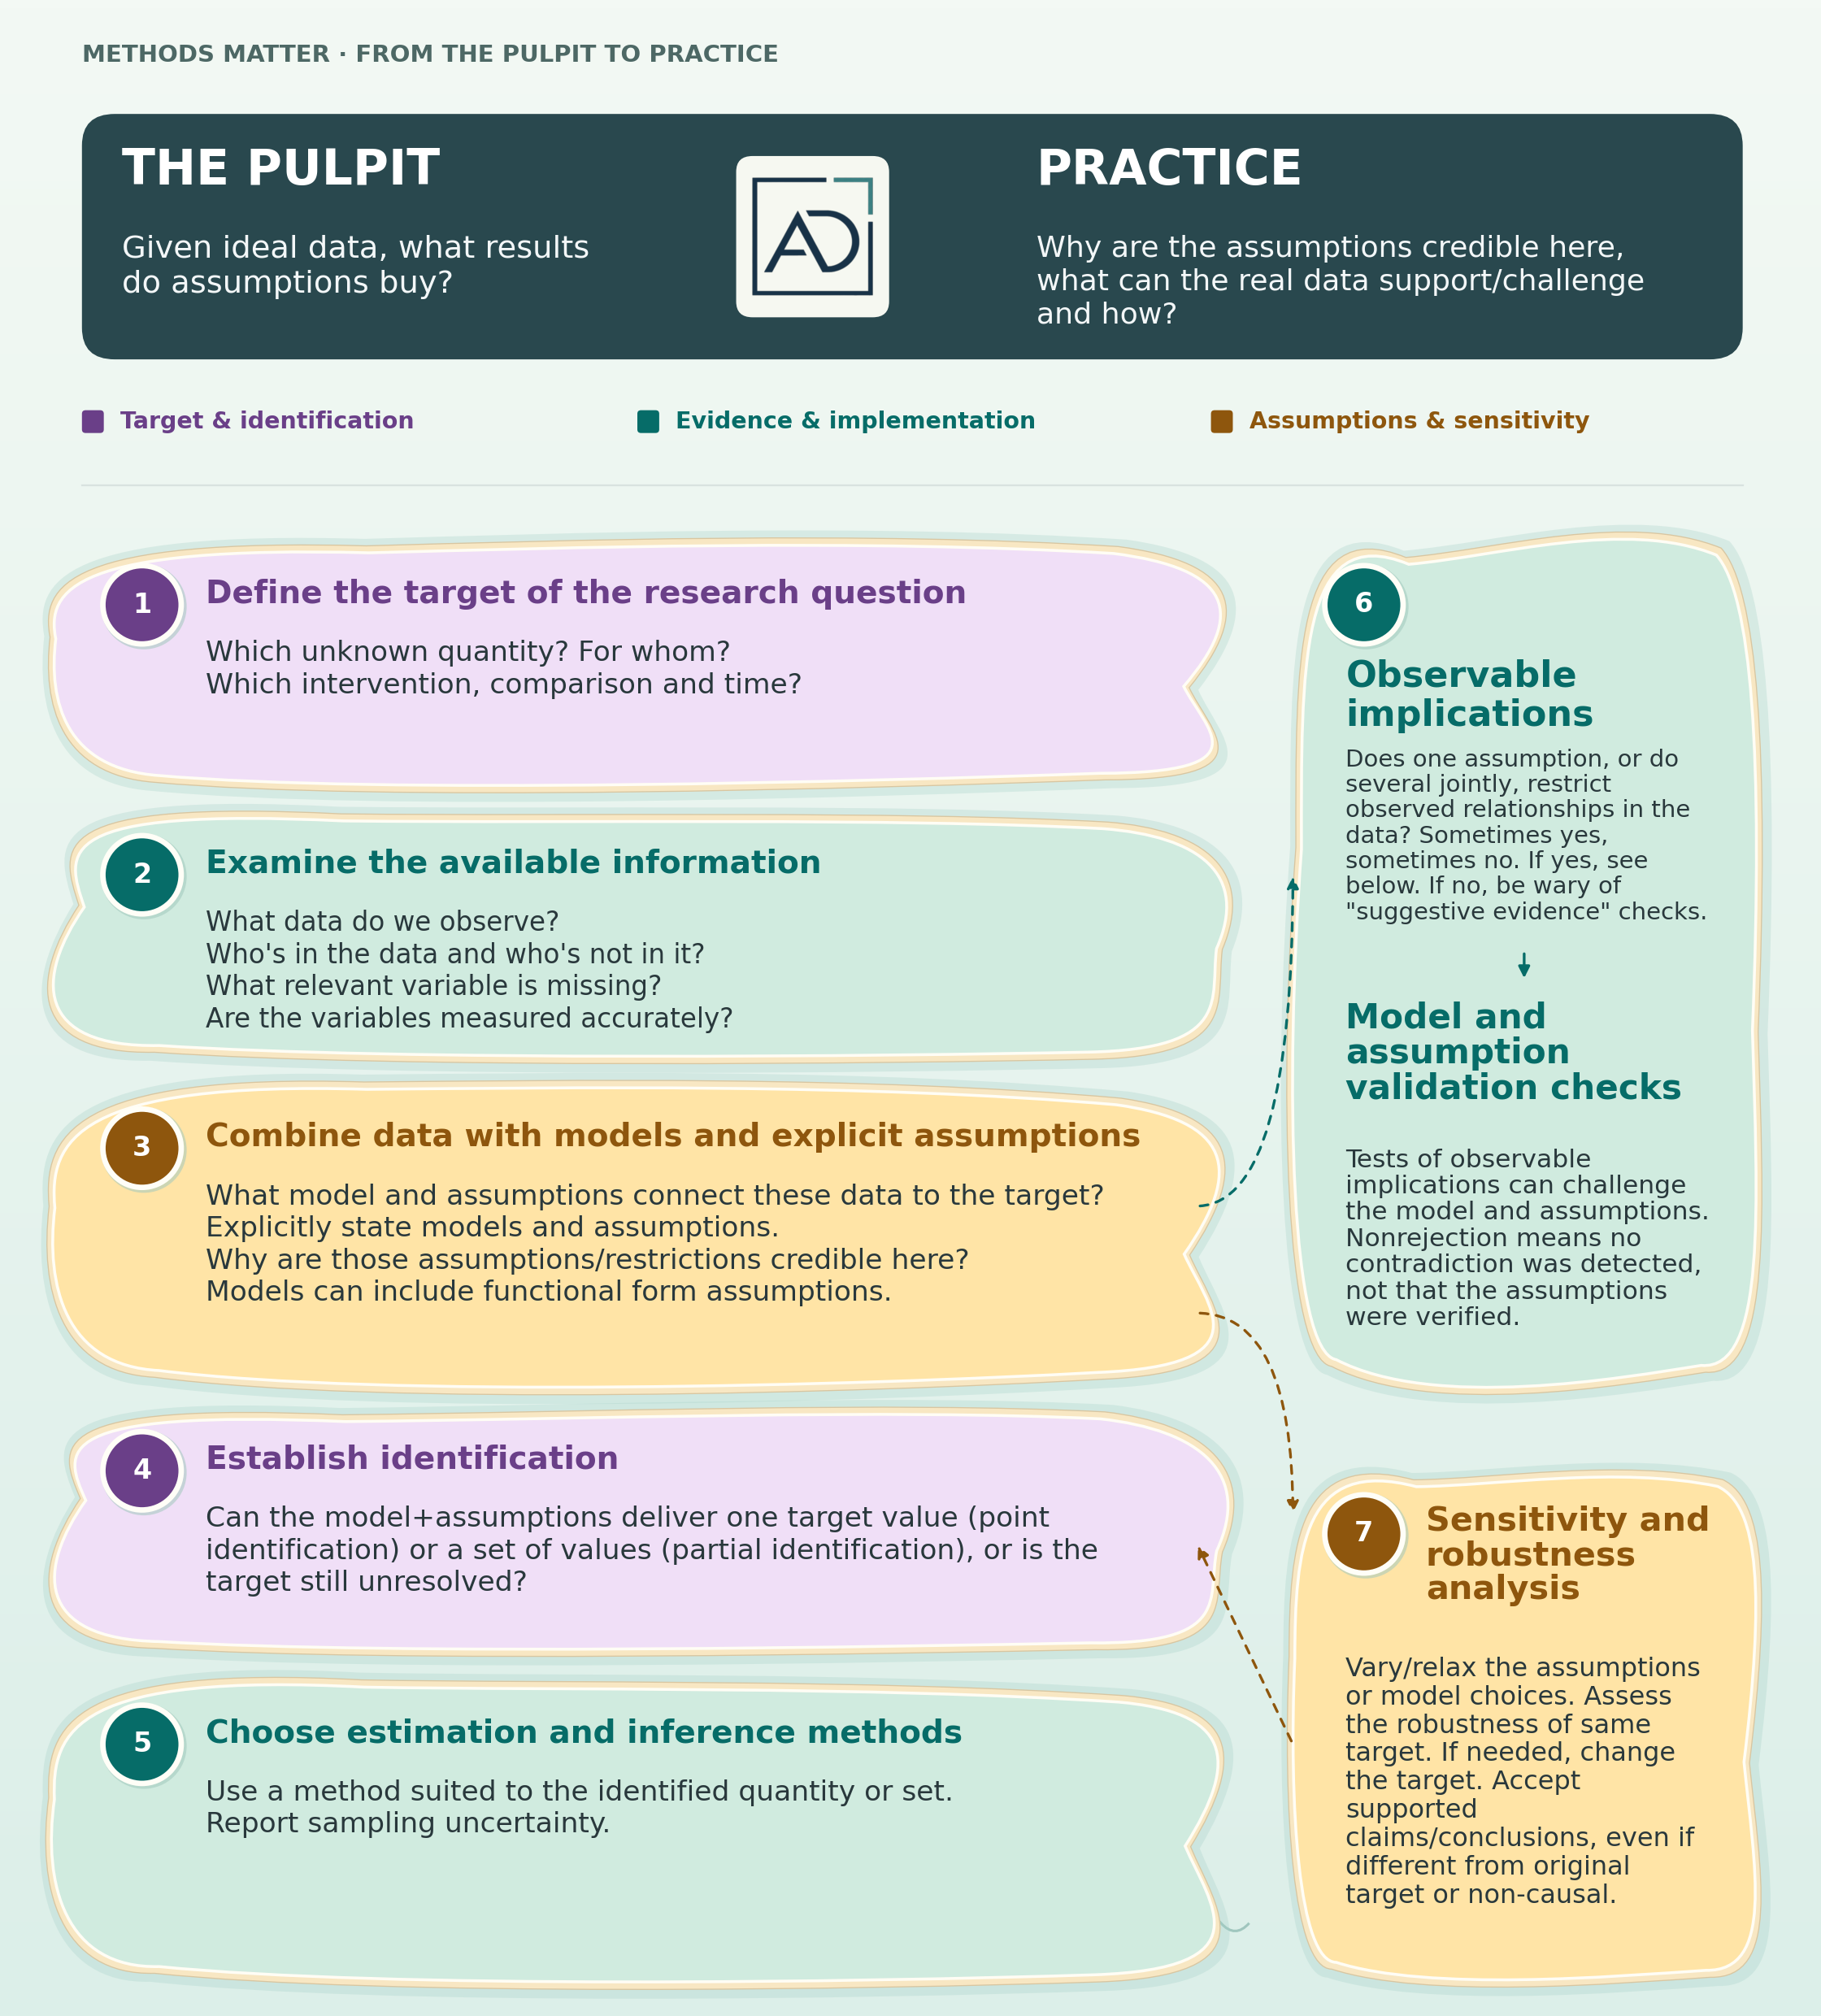 METHODS MATTER · FROM THE PULPIT TO PRACTICE
THE PULPIT
Given ideal data, what results
do assumptions buy?
AD
PRACTICE
Why are the assumptions credible here,
what can the real data support/challenge
and how?
Target & identification
Evidence & implementation
Assumptions & sensitivity
1
Define the target of the research question
Which unknown quantity? For whom?
Which intervention, comparison and time?
2
Examine the available information
What data do we observe?
Who's in the data and who's not in it?
What relevant variable is missing?
Are the variables measured accurately?
3
Combine data with models and explicit assumptions
What model and assumptions connect these data to the target?
Explicitly state models and assumptions.
Why are those assumptions/restrictions credible here?
Models can include functional form assumptions.
4
Establish identification
Can the model+assumptions deliver one target value (point
identification) or a set of values (partial identification), or is the
target still unresolved?
5
Choose estimation and inference methods
Use a method suited to the identified quantity or set.
Report sampling uncertainty.
6
Observable
implications
Does one assumption, or do
several jointly, restrict
observed relationships in the
data? Sometimes yes,
sometimes no. If yes, see
below. If no, be wary of
"suggestive evidence" checks.
Model and
assumption
validation checks
Tests of observable
implications can challenge
the model and assumptions.
Nonrejection means no
contradiction was detected,
not that the assumptions
were verified.
7
Sensitivity and
robustness
analysis
Vary/relax the assumptions
or model choices. Assess
the robustness of same
target. If needed, change
the target. Accept
supported
claims/conclusions, even if
different from original
target or non-causal.